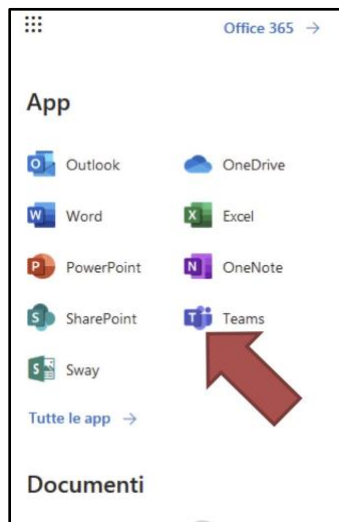 Office 365 →
App
Outlook OneDrive
Word Excel
PowerPoint OneNote
SharePoint Teams
Sway
Tutte le app →
Documenti